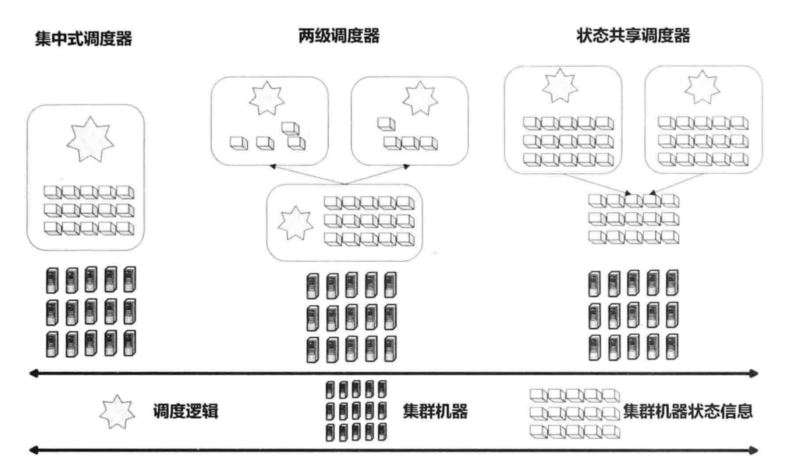 集中式调度器
两级调度器
状态共享调度器
调度逻辑
集群机器
集群机器状态信息